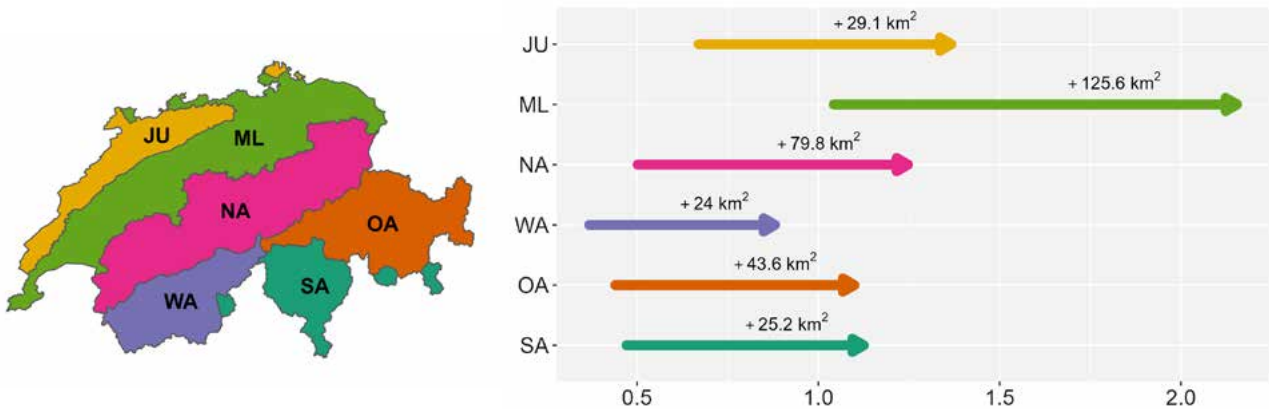 JU
ML
NA
OA
WA
SA
+ 29.1 km²
JU
+ 125.6 km²
ML
+ 79.8 km²
NA
+ 24 km²
WA
+ 43.6 km²
OA
+ 25.2 km²
SA
0.5 1.0 1.5 2.0